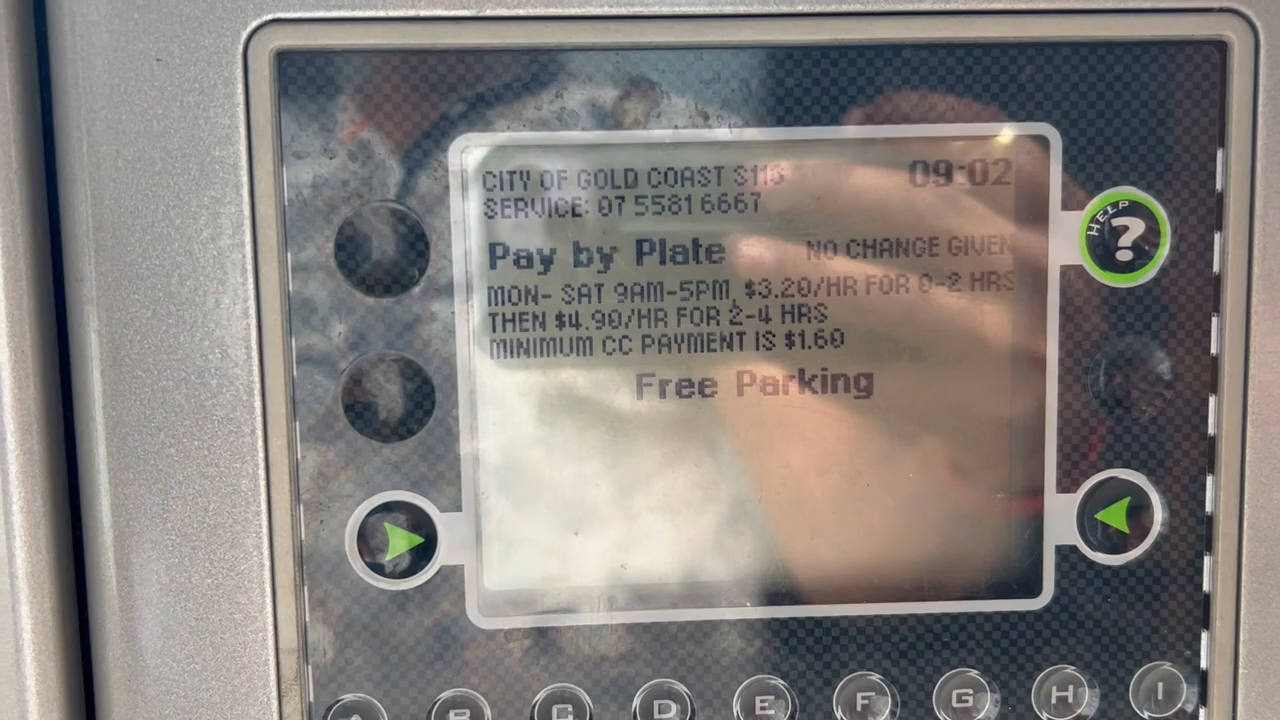 CITY OF GOLD COAST S116 09:02
SERVICE: 07 5581 6667
Pay by Plate NO CHANGE GIVEN
MON- SAT 9AM-5PM, $3.20/HR FOR 0-2 HRS
THEN $4.90/HR FOR 2-4 HRS
MINIMUM CC PAYMENT IS $1.60
Free Parking
HELP
?
A B C D E F G H I